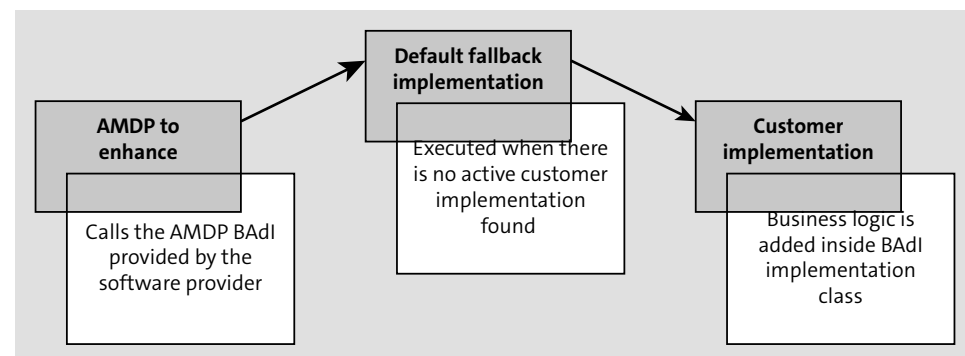 AMDP to
enhance
Calls the AMDP BAdI
provided by the
software provider
Default fallback
implementation
Executed when there
is no active customer
implementation
found
Customer
implementation
Business logic is
added inside BAdI
implementation
class